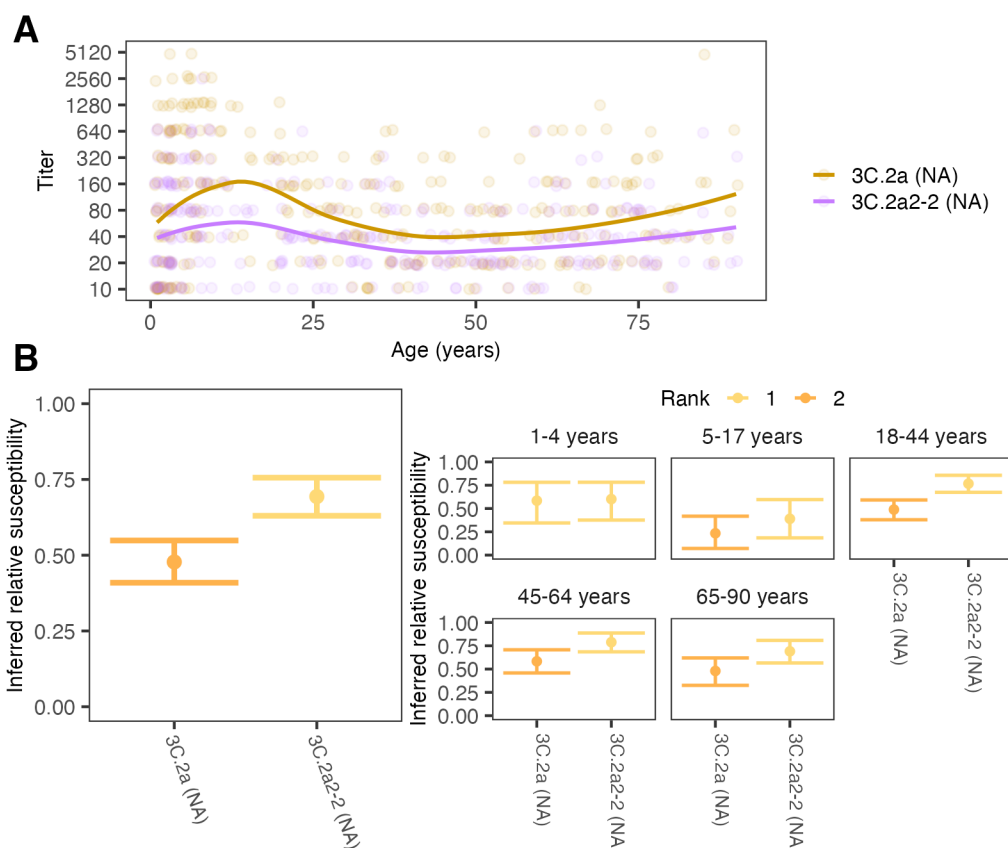 A
5120
2560
1280
640
320
160
80
40
20
10
Titer
0
25
50
75
Age (years)
3C.2a (NA)
3C.2a2-2 (NA)
B
Inferred relative susceptibility
1.00
0.75
0.50
0.25
0.00
3C.2a (NA)
3C.2a2-2 (NA)
Rank 1 2
Inferred relative susceptibility
1-4 years
5-17 years
18-44 years
1.00
0.75
0.50
0.25
0.00
45-64 years
65-90 years
1.00
0.75
0.50
0.25
0.00
3C.2a (NA)
3C.2a2-2 (NA)
3C.2a (NA)
3C.2a2-2 (NA
3C.2a (NA)
3C.2a2-2 (NA